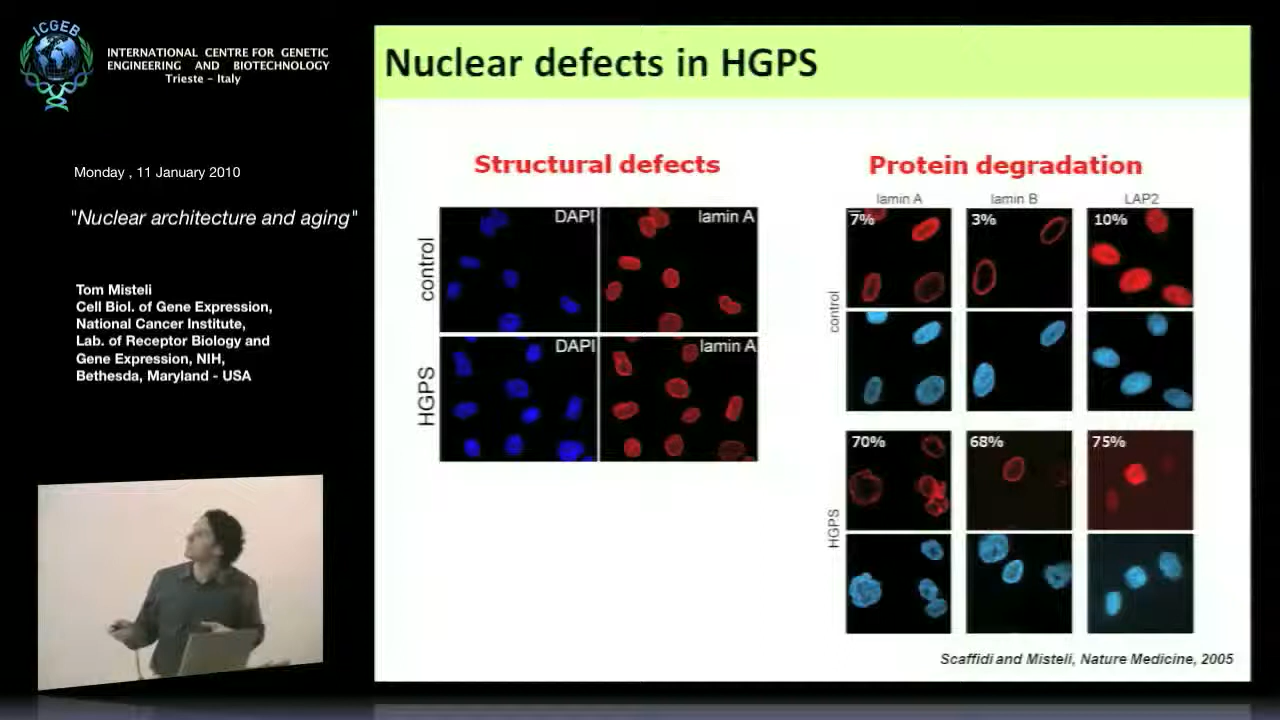 ICGEB
INTERNATIONAL CENTRE FOR GENETIC
ENGINEERING AND BIOTECHNOLOGY
Trieste - Italy
Monday , 11 January 2010
"Nuclear architecture and aging"
Tom Misteli
Cell Biol. of Gene Expression,
National Cancer Institute,
Lab. of Receptor Biology and
Gene Expression, NIH,
Bethesda, Maryland - USA
Nuclear defects in HGPS
Structural defects
DAPI
lamin A
control
DAPI
lamin A
HGPS
Protein degradation
lamin A
lamin B
LAP2
7%
3%
10%
control
70%
68%
75%
HGPS
Scaffidi and Misteli, Nature Medicine, 2005